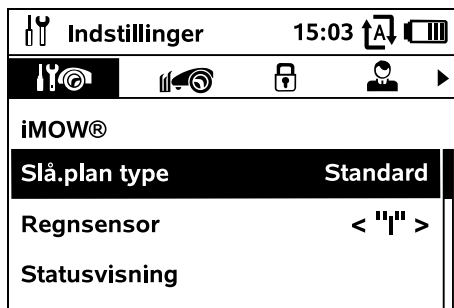 Indstillinger 15:03 A
iMOW®
Slå.plan type Standard
Regnsensor < "|" >
Statusvisning